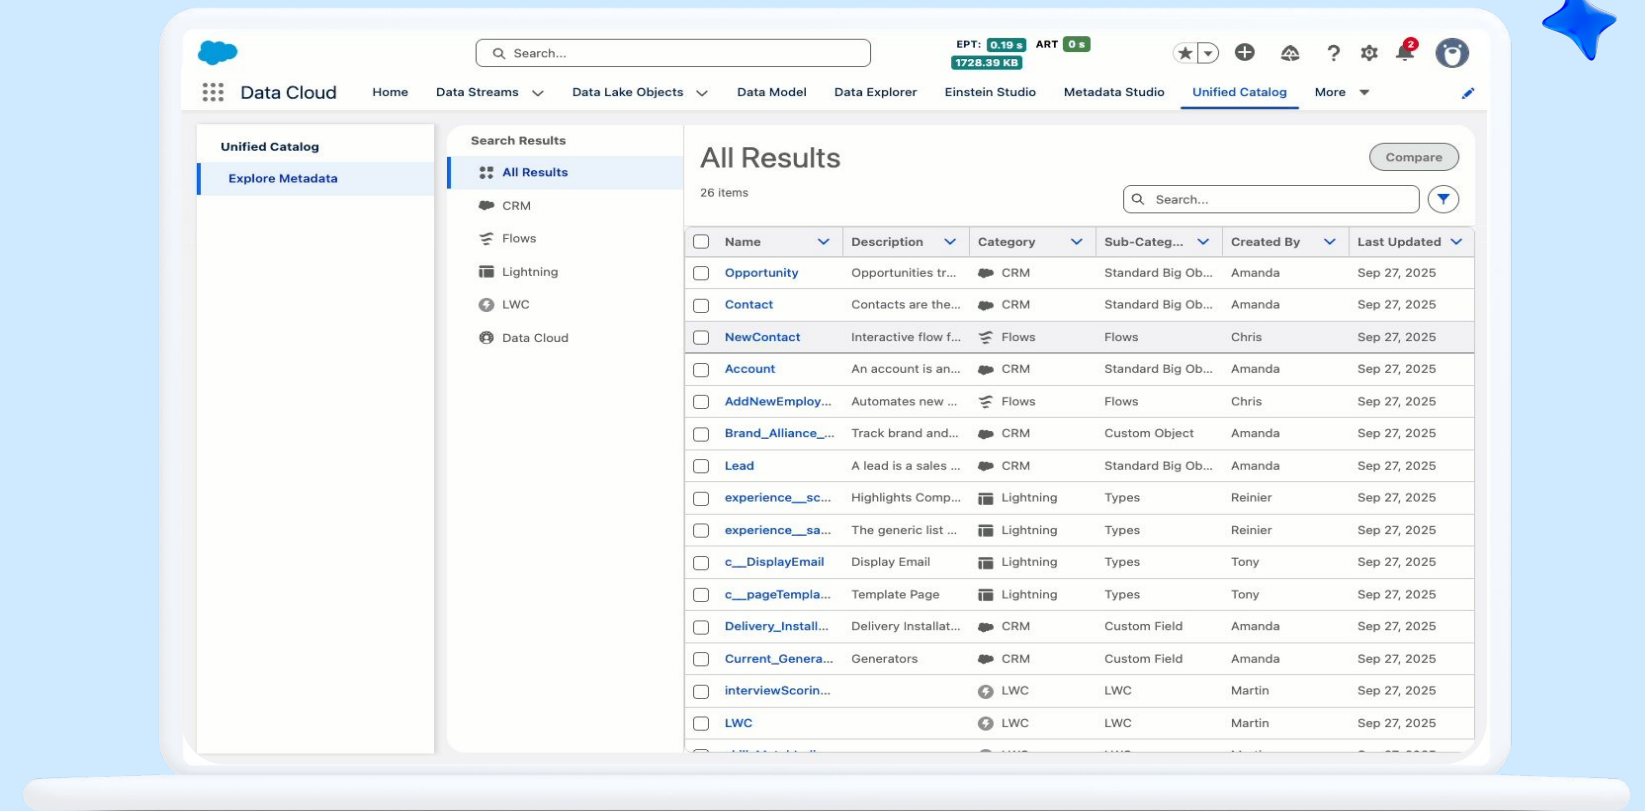 Search...
EPT: 0.19 s ART 0 s
1728.39 KB
2
Data Cloud Home Data Streams Data Lake Objects Data Model Data Explorer Einstein Studio Metadata Studio Unified Catalog More
Unified Catalog
Explore Metadata
Search Results
All Results
CRM
Flows
Lightning
LWC
Data Cloud
All Results
Compare
26 items
Search...
Name Description Category Sub-Categ... Created By Last Updated
Opportunity Opportunities tr... CRM Standard Big Ob... Amanda Sep 27, 2025
Contact Contacts are the... CRM Standard Big Ob... Amanda Sep 27, 2025
NewContact Interactive flow f... Flows Flows Chris Sep 27, 2025
Account An account is an... CRM Standard Big Ob... Amanda Sep 27, 2025
AddNewEmploy... Automates new ... Flows Flows Chris Sep 27, 2025
Brand_Alliance_... Track brand and... CRM Custom Object Amanda Sep 27, 2025
Lead A lead is a sales ... CRM Standard Big Ob... Amanda Sep 27, 2025
experience__sc... Highlights Comp... Lightning Types Reinier Sep 27, 2025
experience__sa... The generic list ... Lightning Types Reinier Sep 27, 2025
c__DisplayEmail Display Email Lightning Types Tony Sep 27, 2025
c__pageTempla... Template Page Lightning Types Tony Sep 27, 2025
Delivery_Install... Delivery Installat... CRM Custom Field Amanda Sep 27, 2025
Current_Genera... Generators CRM Custom Field Amanda Sep 27, 2025
interviewScorin... LWC LWC Martin Sep 27, 2025
LWC LWC LWC Martin Sep 27, 2025